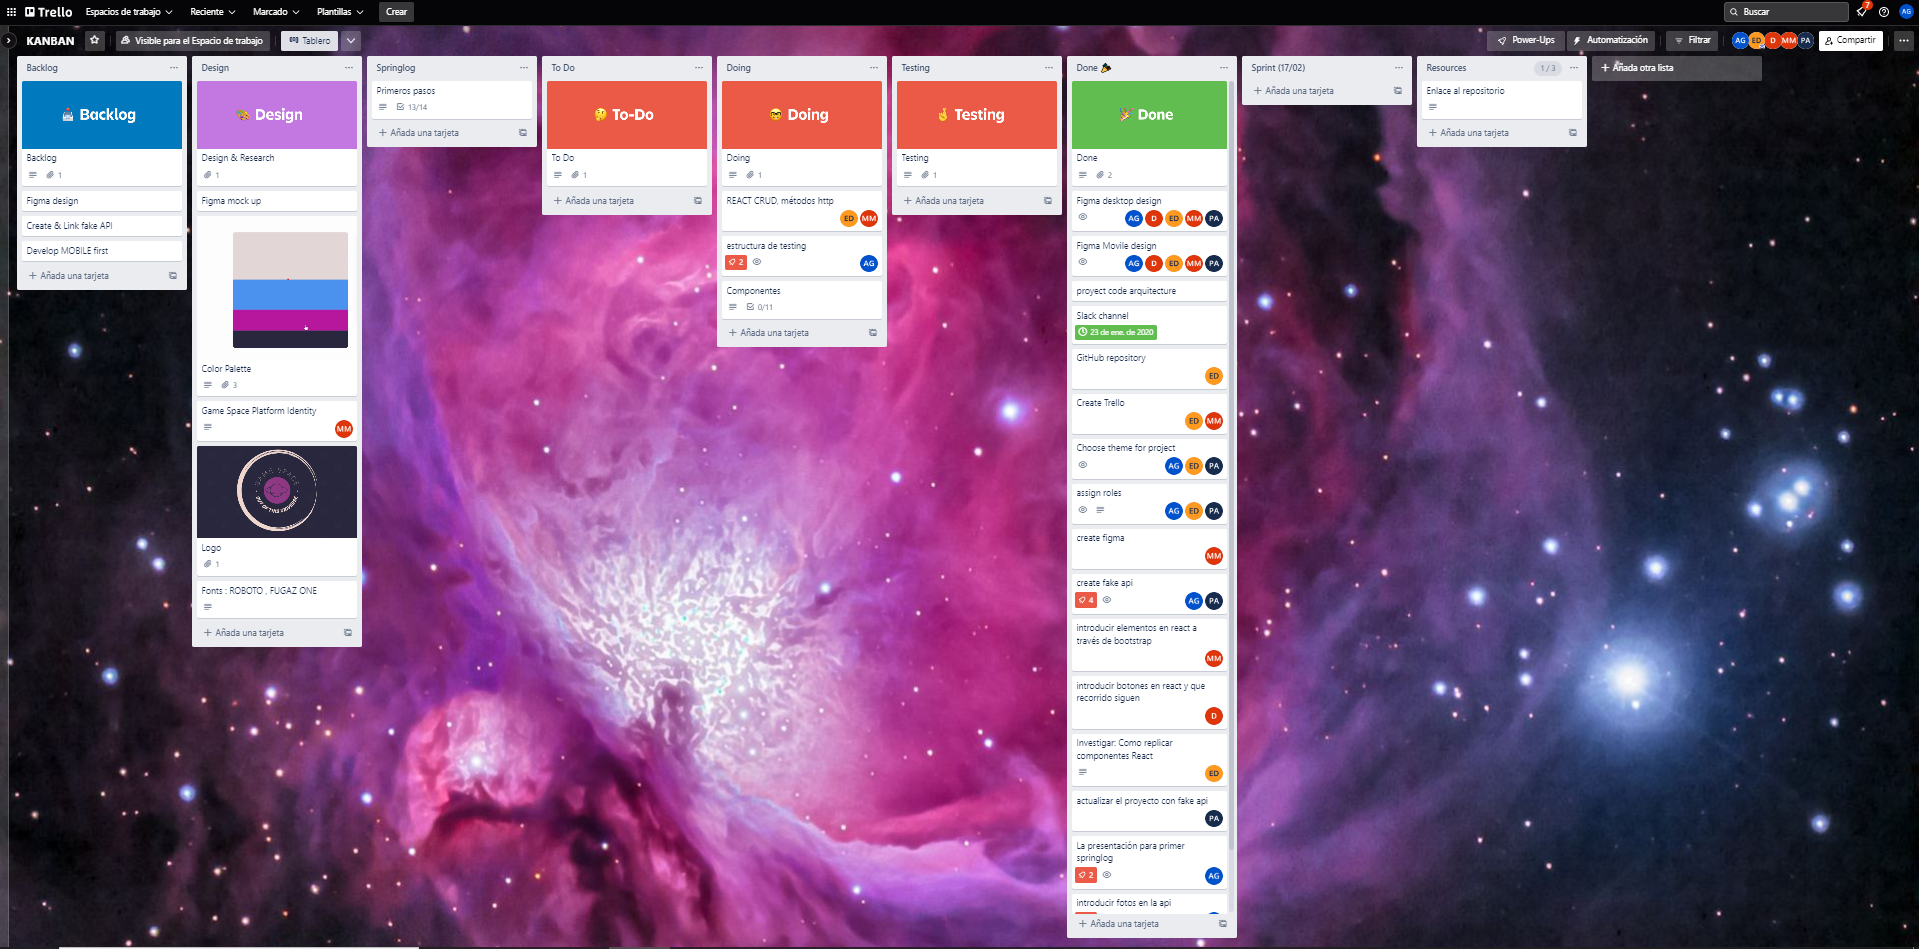 Trello
Espacios de trabajo
Reciente
Marcado
Plantillas
Crear
Buscar
7
AG
KANBAN
Visible para el Espacio de trabajo
Tablero
Power-Ups
Automatización
Filtrar
AG ED D MM PA
Compartir
Backlog
Backlog
Backlog
1
Figma design
Create & Link fake API
Develop MOBILE first
+ Añada una tarjeta
Design
Design
Design & Research
1
Figma mock up
Color Palette
3
Game Space Platform Identity
MM
GAME SPACE
OUT OF THIS UNIVERSE
Logo
1
Fonts : ROBOTO , FUGAZ ONE
+ Añada una tarjeta
Springlog
Primeros pasos
13/14
+ Añada una tarjeta
To Do
To-Do
To Do
1
+ Añada una tarjeta
Doing
Doing
Doing
1
REACT CRUD, métodos http
ED MM
estructura de testing
2
AG
Componentes
0/11
+ Añada una tarjeta
Testing
Testing
Testing
1
+ Añada una tarjeta
Done
Done
Done
2
Figma desktop design
AG D ED MM PA
Figma Movile design
AG D ED MM PA
proyect code arquitecture
Slack channel
23 de ene. de 2020
GitHub repository
ED
Create Trello
ED MM
Choose theme for project
AG ED PA
assign roles
AG ED PA
create figma
MM
create fake api
4
AG PA
introducir elementos en react a
través de bootstrap
MM
introducir botones en react y que
recorrido siguen
D
Investigar: Como replicar
componentes React
ED
actualizar el proyecto con fake api
PA
La presentación para primer
springlog
2
AG
introducir fotos en la api
+ Añada una tarjeta
Sprint (17/02)
+ Añada una tarjeta
Resources
1 / 3
Enlace al repositorio
+ Añada una tarjeta
+ Añada otra lista